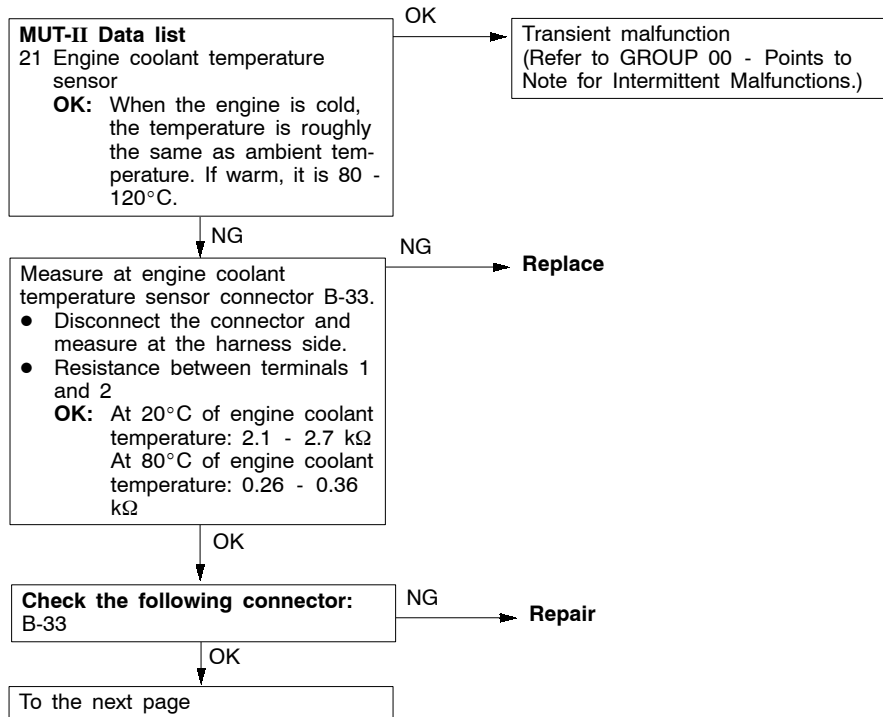 MUT-II Data list
21 Engine coolant temperature
sensor
OK: When the engine is cold,
the temperature is roughly
the same as ambient tem-
perature. If warm, it is 80 -
120°C.
OK
Transient malfunction
(Refer to GROUP 00 - Points to
Note for Intermittent Malfunctions.)
NG
Measure at engine coolant
temperature sensor connector B-33.
● Disconnect the connector and
measure at the harness side.
● Resistance between terminals 1
and 2
OK: At 20°C of engine coolant
temperature: 2.1 - 2.7 kΩ
At 80°C of engine coolant
temperature: 0.26 - 0.36
kΩ
NG
Replace
OK
Check the following connector:
B-33
NG
Repair
OK
To the next page